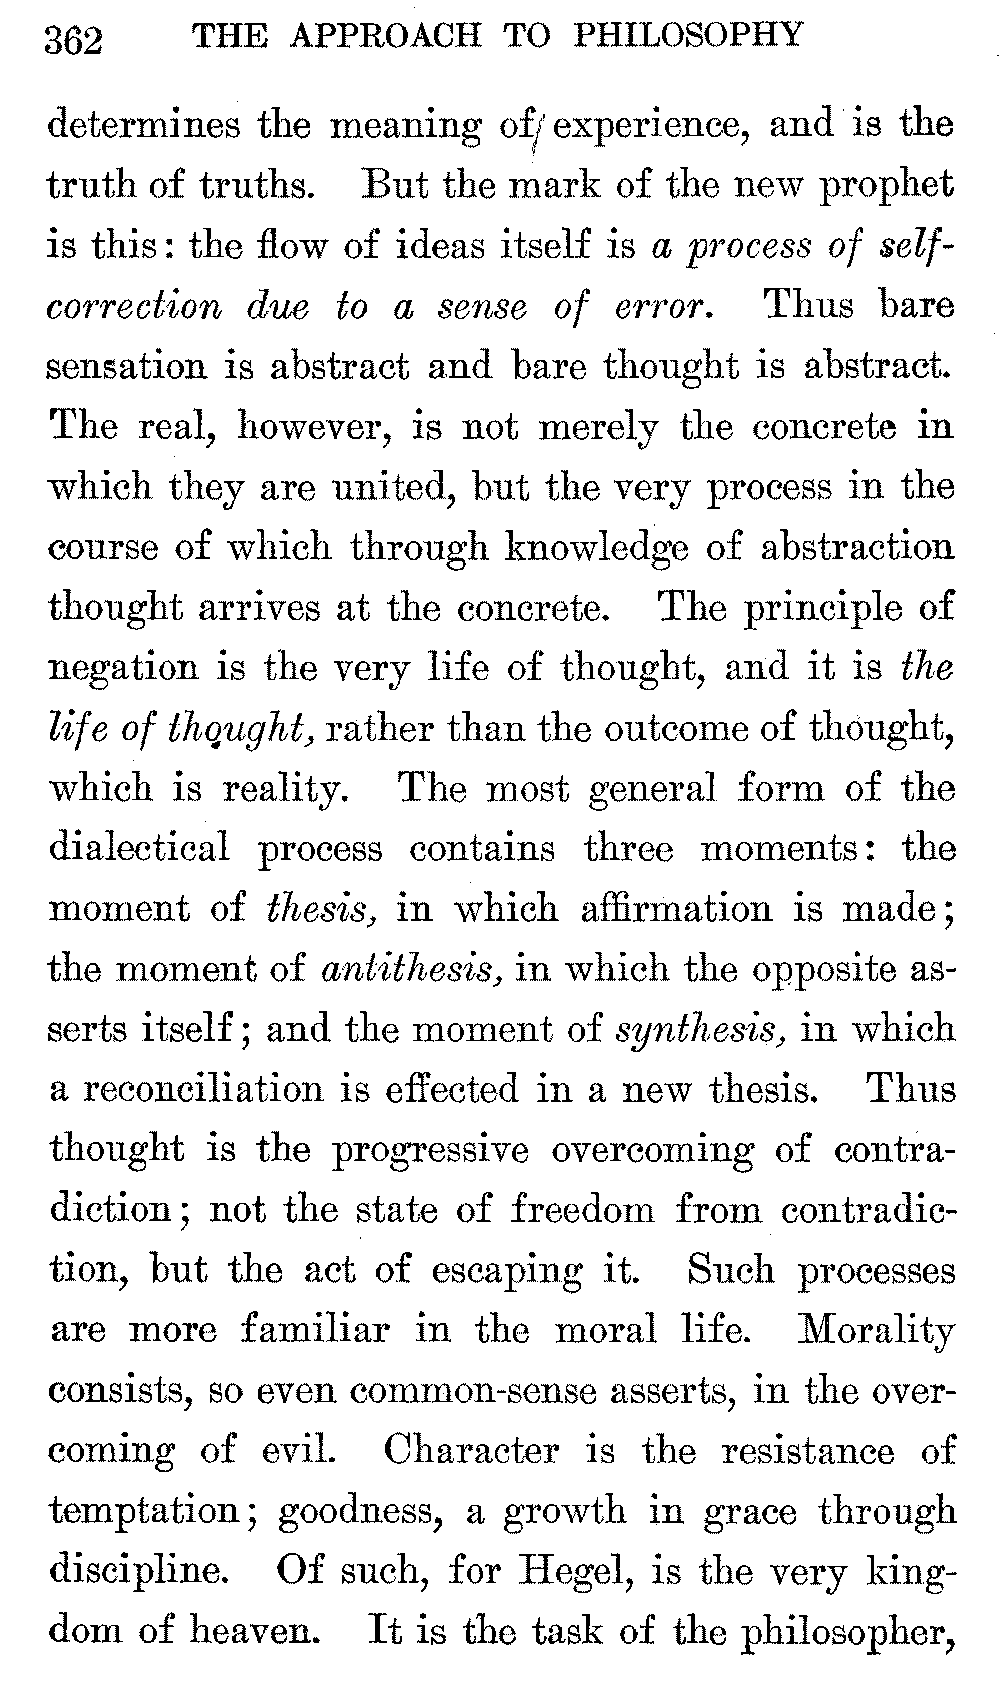 362 THE APPROACH TO PHILOSOPHY
determines the meaning of experience, and is the
truth of truths. But the mark of the new prophet
is this: the flow of ideas itself is a process of self-
correction due to a sense of error. Thus bare
sensation is abstract and bare thought is abstract.
The real, however, is not merely the concrete in
which they are united, but the very process in the
course of which through knowledge of abstraction
thought arrives at the concrete. The principle of
negation is the very life of thought, and it is the
life of thought, rather than the outcome of thought,
which is reality. The most general form of the
dialectical process contains three moments: the
moment of thesis, in which affirmation is made;
the moment of antithesis, in which the opposite as-
serts itself; and the moment of synthesis, in which
a reconciliation is effected in a new thesis. Thus
thought is the progressive overcoming of contra-
diction; not the state of freedom from contradic-
tion, but the act of escaping it. Such processes
are more familiar in the moral life. Morality
consists, so even common-sense asserts, in the over-
coming of evil. Character is the resistance of
temptation; goodness, a growth in grace through
discipline. Of such, for Hegel, is the very king-
dom of heaven. It is the task of the philosopher,